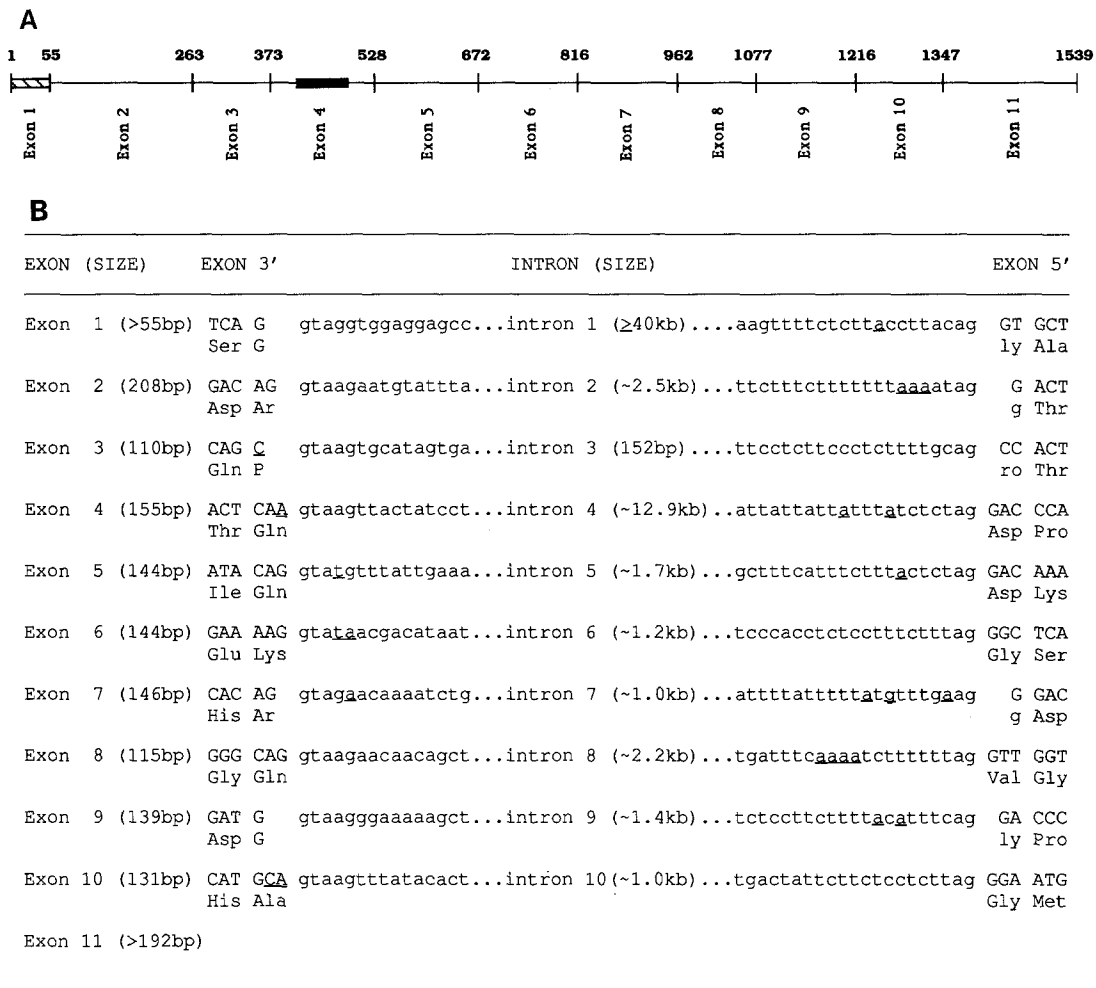 A
1 55 263 373 528 672 816 962 1077 1216 1347 1539
Exon 1 Exon 2 Exon 3 Exon 4 Exon 5 Exon 6 Exon 7 Exon 8 Exon 9 Exon 10 Exon 11
B
EXON (SIZE) EXON 3' INTRON (SIZE) EXON 5'
Exon 1 (>55bp) TCA G gtaggtggaggagcc...intron 1 (≥40kb) ....aagttttctcttaccttacag GT GCT
Ser G ly Ala
Exon 2 (208bp) GAC AG gtaagaatgtattta...intron 2 (~2.5kb) ...ttctttctttttttaaaatag G ACT
Asp Ar g Thr
Exon 3 (110bp) CAG C gtaagtgcatagtga...intron 3 (152bp) ....ttcctcttccctcttttgcag CC ACT
Gln P ro Thr
Exon 4 (155bp) ACT CAA gtaagttactatcct...intron 4 (~12.9kb)..attattattatttatctctag GAC CCA
Thr Gln Asp Pro
Exon 5 (144bp) ATA CAG gtatgtttattgaaa...intron 5 (~1.7kb) ...gctttcatttctttactctag GAC AAA
Ile Gln Asp Lys
Exon 6 (144bp) GAA AAG gtataacgacataat...intron 6 (~1.2kb) ...tcccacctctcctttctttag GGC TCA
Glu Lys Gly Ser
Exon 7 (146bp) CAC AG gtagaacaaaatctg...intron 7 (~1.0kb) ...attttatttttatgtttgaag G GAC
His Ar g Asp
Exon 8 (115bp) GGG CAG gtaagaacaacagct...intron 8 (~2.2kb) ...tgatttcaaaatcttttttag GTT GGT
Gly Gln Val Gly
Exon 9 (139bp) GAT G gtaagggaaaaagct...intron 9 (~1.4kb) ...tctccttcttttacatttcag GA CCC
Asp G ly Pro
Exon 10 (131bp) CAT GCA gtaagtttatacact...intron 10(~1.0kb) ...tgactattcttctcctcttag GGA ATG
His Ala Gly Met
Exon 11 (>192bp)